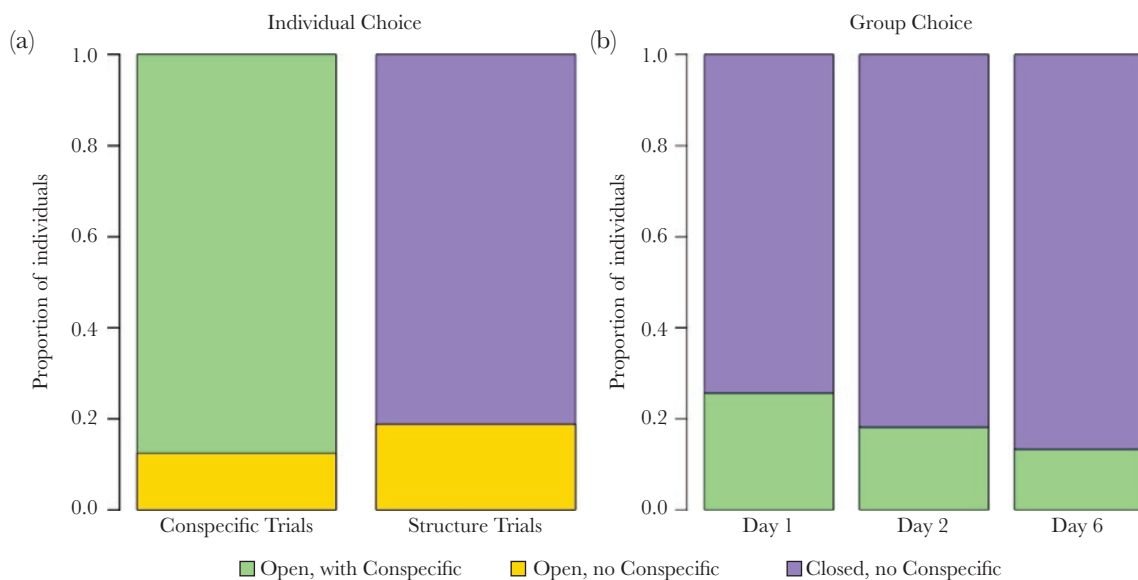 (a) Individual Choice
(b) Group Choice
Proportion of individuals
1.0
0.8
0.6
0.4
0.2
0.0
Conspecific Trials Structure Trials
Proportion of individuals
1.0
0.8
0.6
0.4
0.2
0.0
Day 1 Day 2 Day 6
Open, with Conspecific Open, no Conspecific Closed, no Conspecific